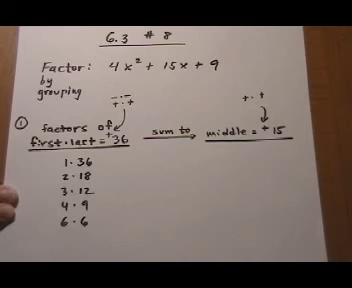 6.3 # 8
Factor: 4x² + 15x + 9
by
grouping
− · −
+ · +
+ · +
① factors of
first · last = +36 sum to middle = +15
1 · 36
2 · 18
3 · 12
4 · 9
6 · 6